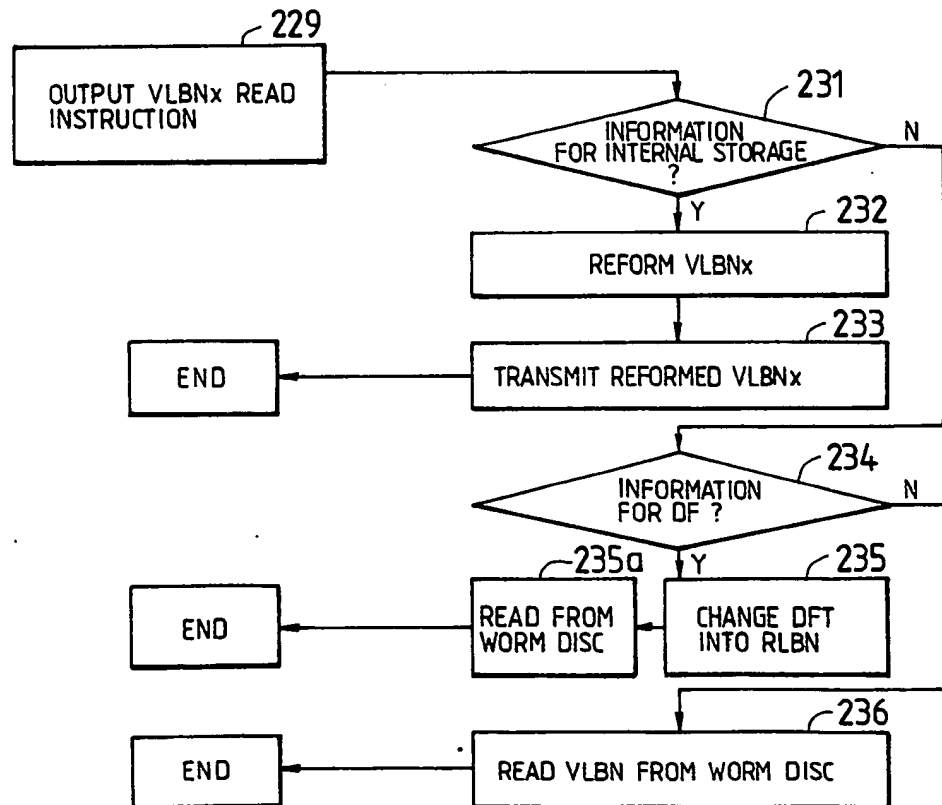 229
OUTPUT VLBNx READ
INSTRUCTION
231
INFORMATION
FOR INTERNAL STORAGE
?
N
Y
232
REFORM VLBNx
233
TRANSMIT REFORMED VLBNx
END
234
INFORMATION
FOR DF ?
N
Y
235a
235
READ FROM
WORM DISC
CHANGE DFT
INTO RLBN
END
236
READ VLBN FROM WORM DISC
END